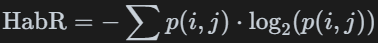 HabR = − ∑ p(i, j) · log₂(p(i, j))